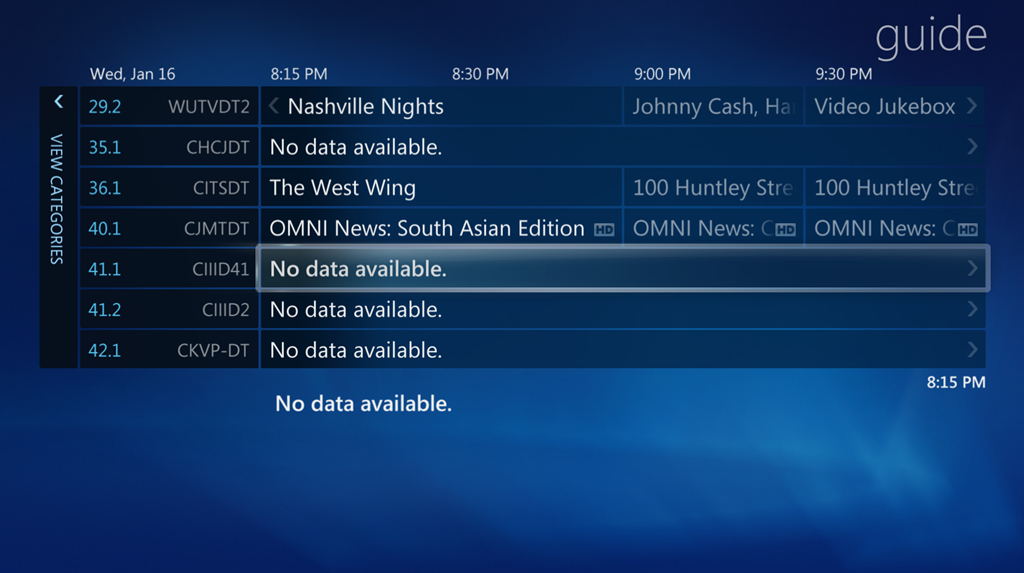 guide
Wed, Jan 16 8:15 PM 8:30 PM 9:00 PM 9:30 PM
VIEW CATEGORIES
29.2 WUTVDT2 Nashville Nights Johnny Cash, Ha Video Jukebox
35.1 CHCJDT No data available.
36.1 CITSDT The West Wing 100 Huntley Stre 100 Huntley Stre
40.1 CJMTDT OMNI News: South Asian Edition HD OMNI News: C HD OMNI News: C HD
41.1 CIIID41 No data available.
41.2 CIIID2 No data available.
42.1 CKVP-DT No data available.
8:15 PM
No data available.